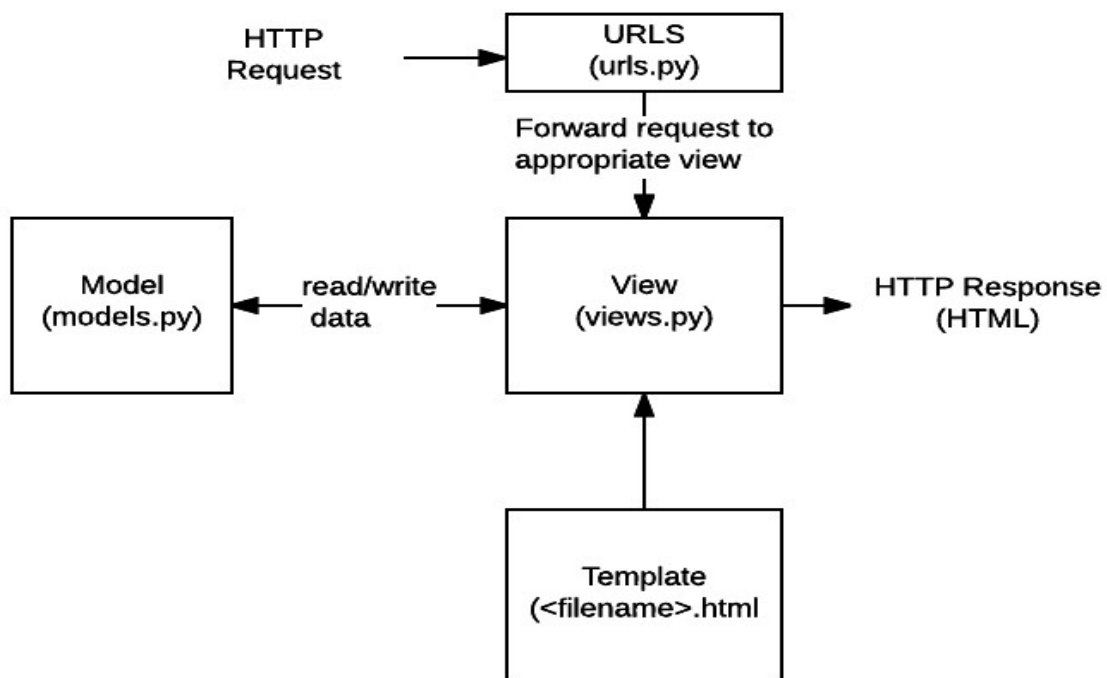 HTTP
Request
URLS
(urls.py)
Forward request to
appropriate view
Model
(models.py)
read/write
data
View
(views.py)
HTTP Response
(HTML)
Template
(<filename>.html